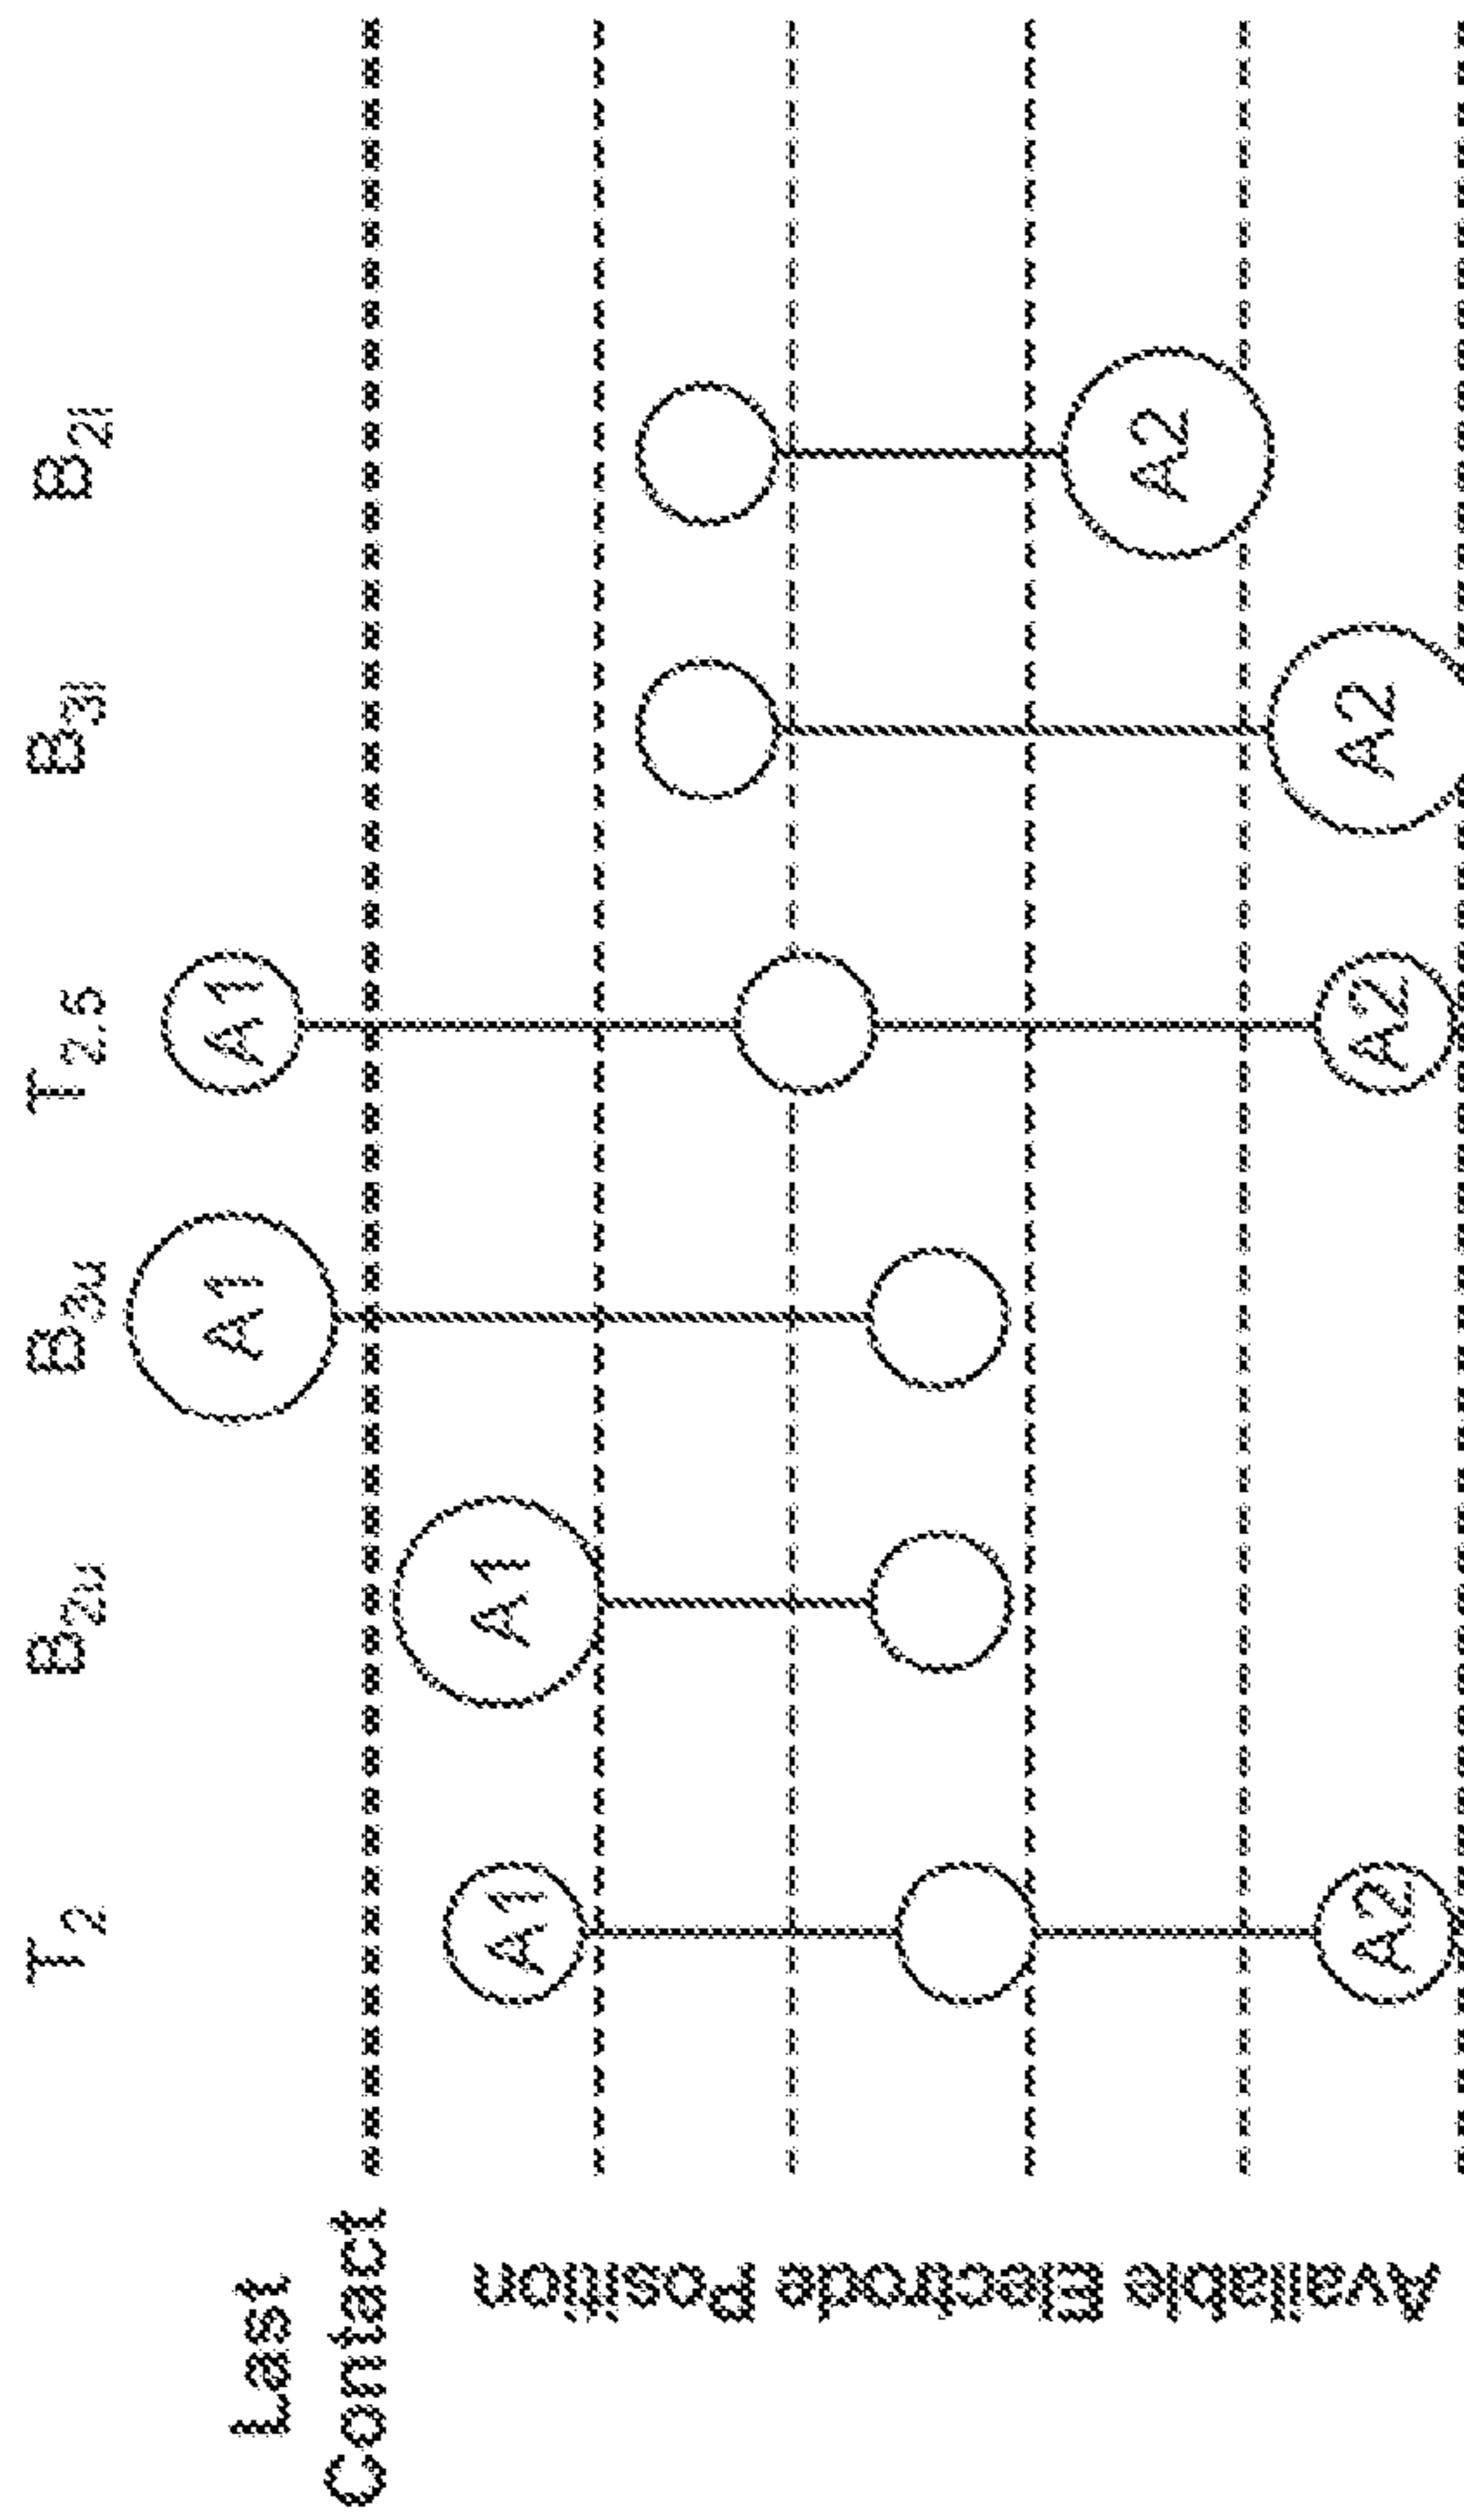 T2 B2u B3u T2.5 B3l B2l
A1 A1
Last
Contact
A1 A1
Available Electrode Position
A2
A2 A2 A2